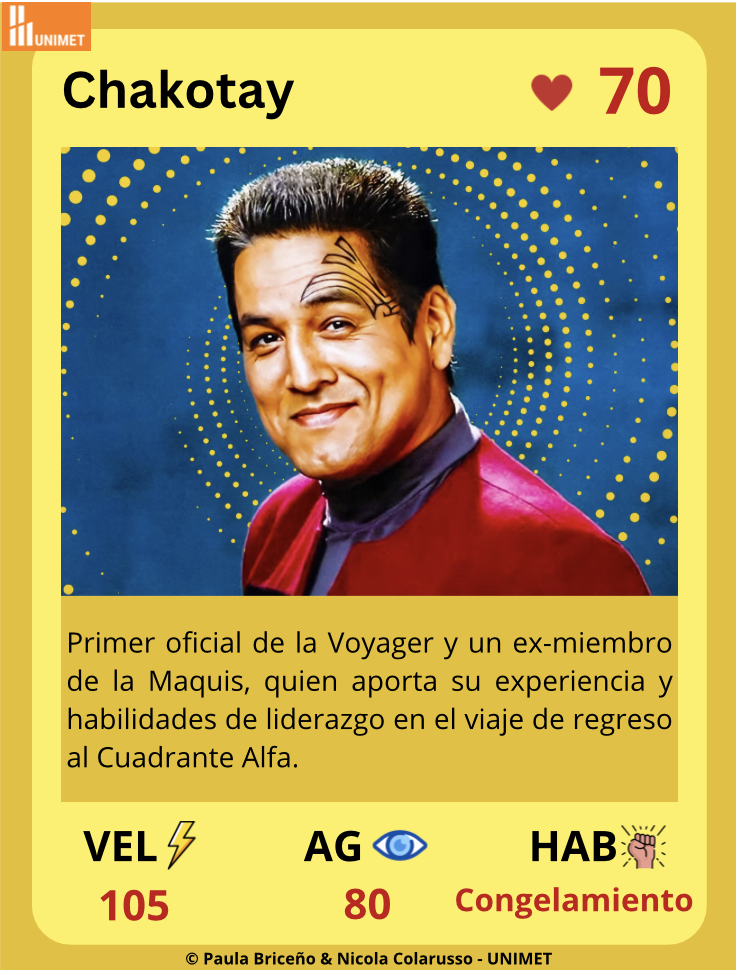 UNIMET
Chakotay
70
Primer oficial de la Voyager y un ex-miembro
de la Maquis, quien aporta su experiencia y
habilidades de liderazgo en el viaje de regreso
al Cuadrante Alfa.
VEL AG HAB
105 80 Congelamiento
© Paula Briceño & Nicola Colarusso - UNIMET